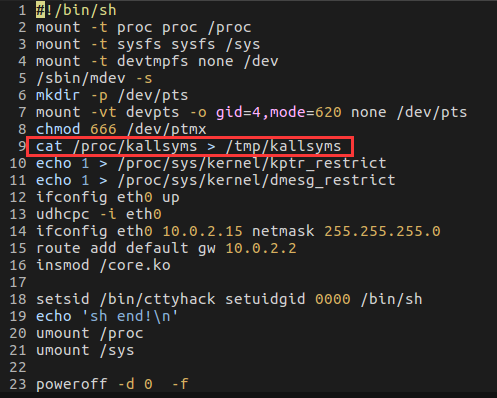 1 #!/bin/sh
2 mount -t proc proc /proc
3 mount -t sysfs sysfs /sys
4 mount -t devtmpfs none /dev
5 /sbin/mdev -s
6 mkdir -p /dev/pts
7 mount -vt devpts -o gid=4,mode=620 none /dev/pts
8 chmod 666 /dev/ptmx
9 cat /proc/kallsyms > /tmp/kallsyms
10 echo 1 > /proc/sys/kernel/kptr_restrict
11 echo 1 > /proc/sys/kernel/dmesg_restrict
12 ifconfig eth0 up
13 udhcpc -i eth0
14 ifconfig eth0 10.0.2.15 netmask 255.255.255.0
15 route add default gw 10.0.2.2
16 insmod /core.ko
17
18 setsid /bin/cttyhack setuidgid 0000 /bin/sh
19 echo 'sh end!\n'
20 umount /proc
21 umount /sys
22
23 poweroff -d 0  -f